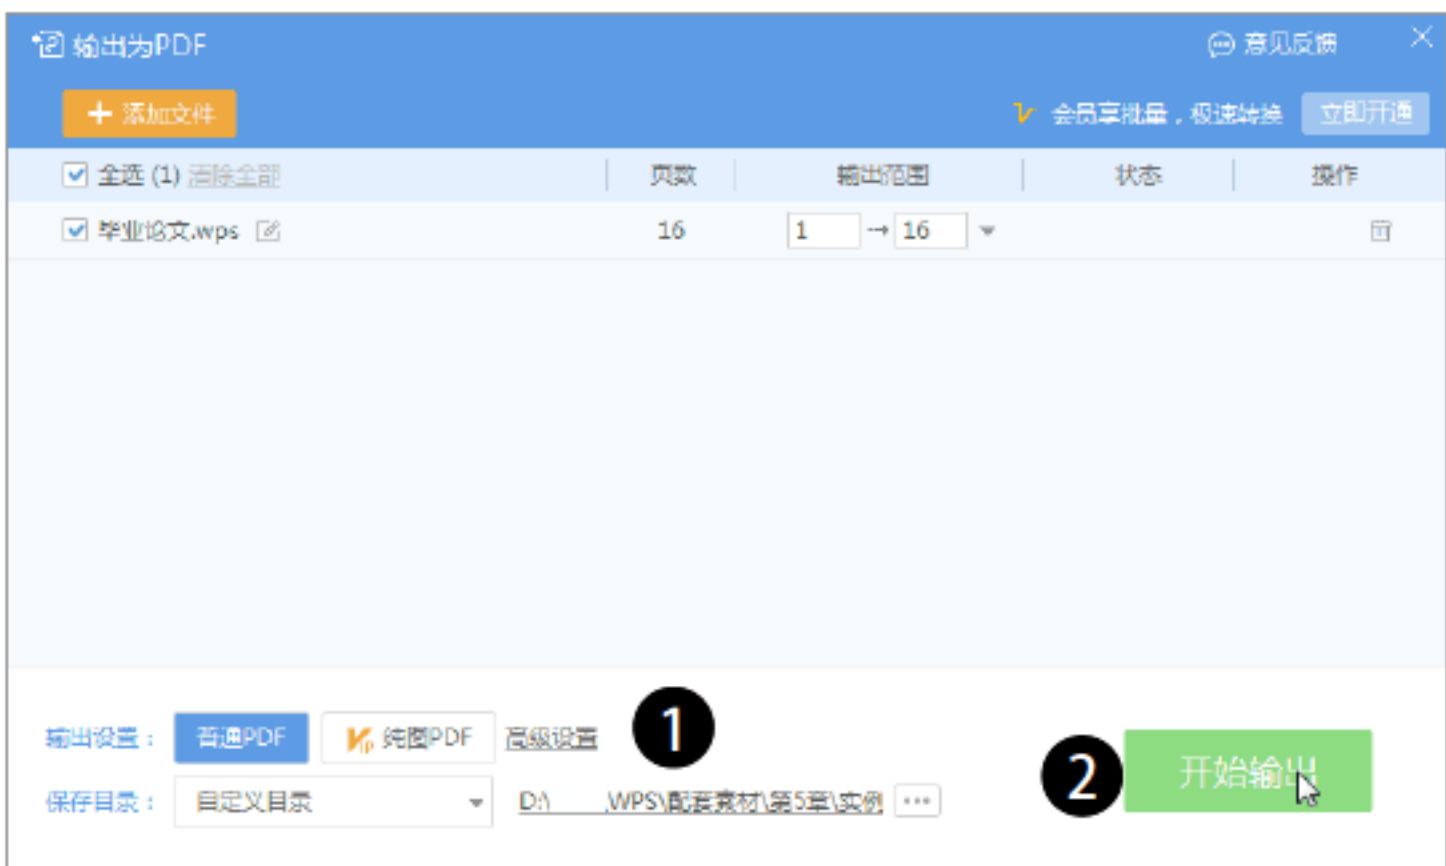 输出为PDF 意见反馈
添加文件 会员享批量，极速转换 立即开通
全选 (1) 清除全部 页数 输出范围 状态 操作
毕业论文.wps 16 1 → 16
输出设置： 普通PDF 纯图PDF 高级设置 1
2 开始输出
保存目录： 自定义目录 D:\ ,WPS\配套素材\第5章\实例 ...